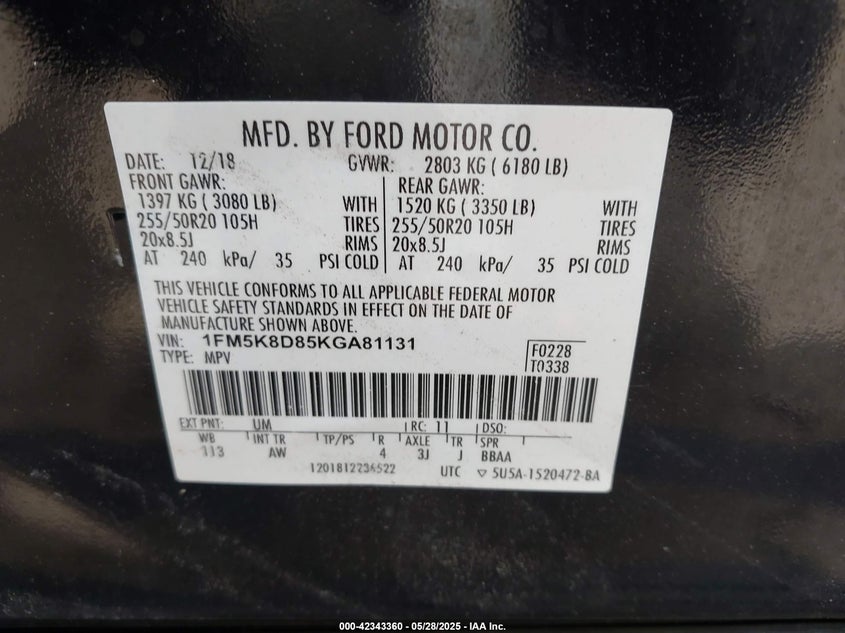 MFD. BY FORD MOTOR CO.
DATE: 12/18 GVWR: 2803 KG ( 6180 LB)
FRONT GAWR: REAR GAWR:
1397 KG ( 3080 LB) WITH 1520 KG ( 3350 LB) WITH
255/50R20 105H TIRES 255/50R20 105H TIRES
20x8.5J RIMS 20x8.5J RIMS
AT 240 kPa/ 35 PSI COLD AT 240 kPa/ 35 PSI COLD
THIS VEHICLE CONFORMS TO ALL APPLICABLE FEDERAL MOTOR
VEHICLE SAFETY STANDARDS IN EFFECT ON THE DATE OF
MANUFACTURE SHOWN ABOVE.
VIN: 1FM5K8D85KGA81131
TYPE: MPV
F0228
T0338
EXT PNT: UM RC: 11 DSO:
WB INT TR TP/PS R AXLE TR SPR
113 AW 4 3J J BBAA
1201812236522 UTC ▽ SU5A-1520472-BA
000-42343360 - 05/28/2025 - IAA Inc.